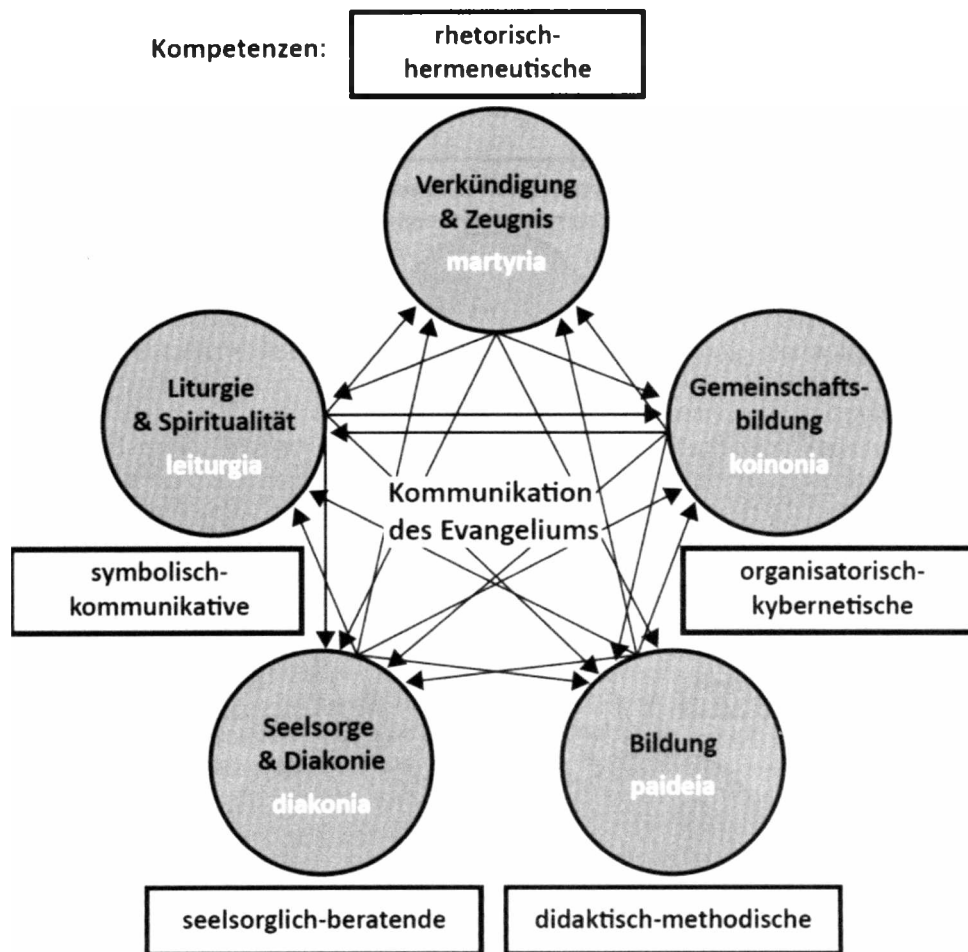 Kompetenzen:
rhetorisch-
hermeneutische
Verkündigung
& Zeugnis
martyria
Liturgie
& Spiritualität
leiturgia
Gemeinschafts-
bildung
koinonia
Kommunikation
des Evangeliums
symbolisch-
kommunikative
organisatorisch-
kybernetische
Seelsorge
& Diakonie
diakonia
Bildung
paideia
seelsorglich-beratende
didaktisch-methodische